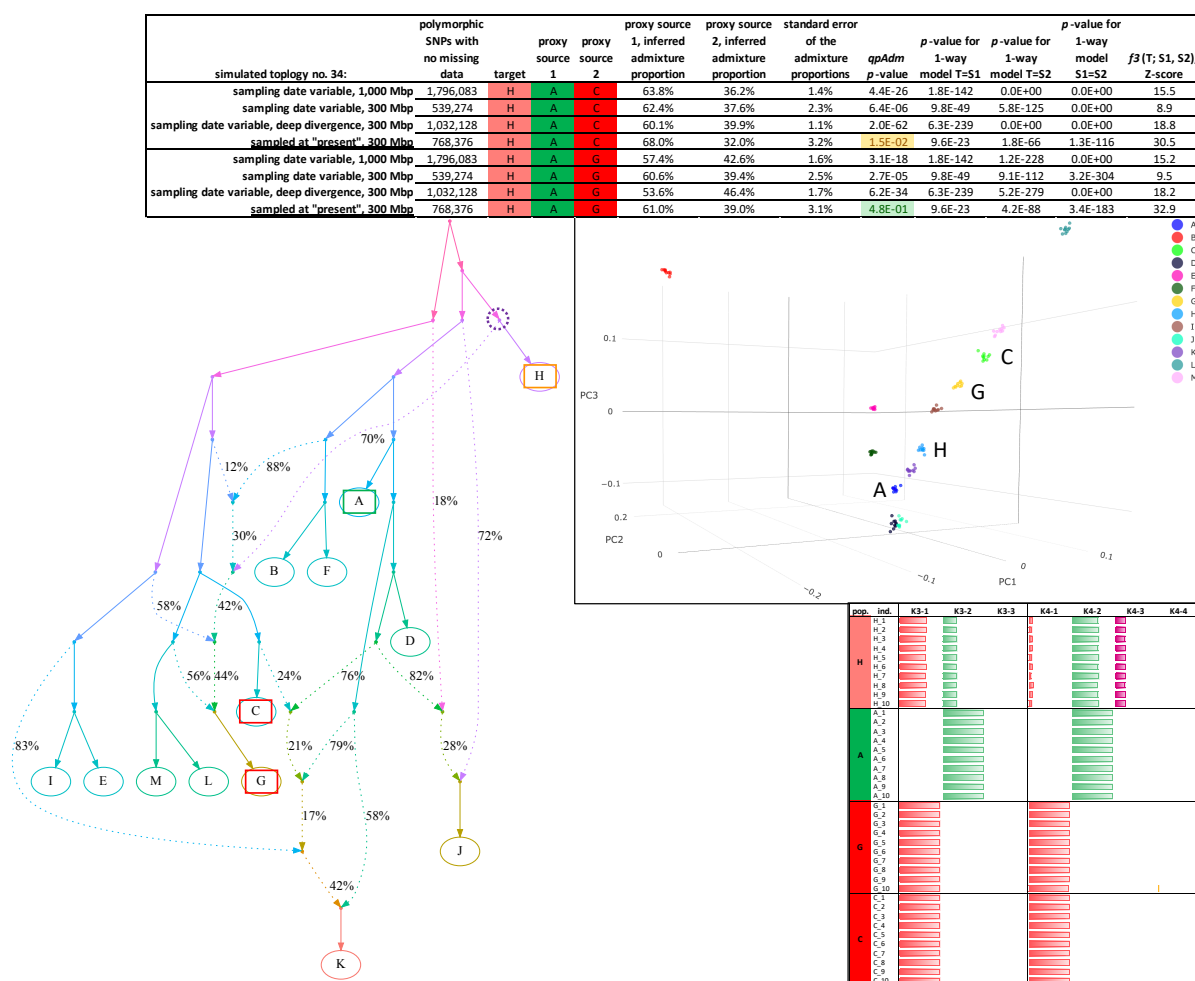 polymorphic proxy source proxy source standard error p-value for
SNPs with 1, inferred 2, inferred of the p-value for p-value for 1-way
no missing proxy proxy admixture admixture admixture qpAdm 1-way 1-way model f3 (T; S1, S2),
simulated toplogy no. 34: data target source 1 source 2 proportion proportion proportions p-value model T=S1 model T=S2 S1=S2 Z-score
sampling date variable, 1,000 Mbp 1,796,083 H A C 63.8% 36.2% 1.4% 4.4E-26 1.8E-142 0.0E+00 0.0E+00 15.5
sampling date variable, 300 Mbp 539,274 H A C 62.4% 37.6% 2.3% 6.4E-06 9.8E-49 5.8E-125 0.0E+00 8.9
sampling date variable, deep divergence, 300 Mbp 1,032,128 H A C 60.1% 39.9% 1.1% 2.0E-62 6.3E-239 0.0E+00 0.0E+00 18.8
sampled at "present", 300 Mbp 768,376 H A C 68.0% 32.0% 3.2% 1.5E-02 9.6E-23 1.8E-66 1.3E-116 30.5
sampling date variable, 1,000 Mbp 1,796,083 H A G 57.4% 42.6% 1.6% 3.1E-18 1.8E-142 1.2E-228 0.0E+00 15.2
sampling date variable, 300 Mbp 539,274 H A G 60.6% 39.4% 2.5% 2.7E-05 9.8E-49 9.1E-112 3.2E-304 9.5
sampling date variable, deep divergence, 300 Mbp 1,032,128 H A G 53.6% 46.4% 1.7% 6.2E-34 6.3E-239 5.2E-279 0.0E+00 18.2
sampled at "present", 300 Mbp 768,376 H A G 61.0% 39.0% 3.1% 4.8E-01 9.6E-23 4.2E-88 3.4E-183 32.9
H
70%
12% 88%
A
18%
30%
72%
B F
58% 42%
D
56% 44% 24% 76% 82%
C
83% 21% 79% 28%
I E M L G
17% 58%
J
42%
K
A
B
C
D
E
F
G
H
I
J
K
L
M
0.1
PC3
0
−0.1
0.2
PC2
0
−0.2
−0.1
PC1
0
0.1
C
G
H
A
pop. ind. K3-1 K3-2 K3-3 K4-1 K4-2 K4-3 K4-4
H
H_1
H_2
H_3
H_4
H_5
H_6
H_7
H_8
H_9
H_10
A
A_1
A_2
A_3
A_4
A_5
A_6
A_7
A_8
A_9
A_10
G
G_1
G_2
G_3
G_4
G_5
G_6
G_7
G_8
G_9
G_10
C
C_1
C_2
C_3
C_4
C_5
C_6
C_7
C_8
C_9
C_10